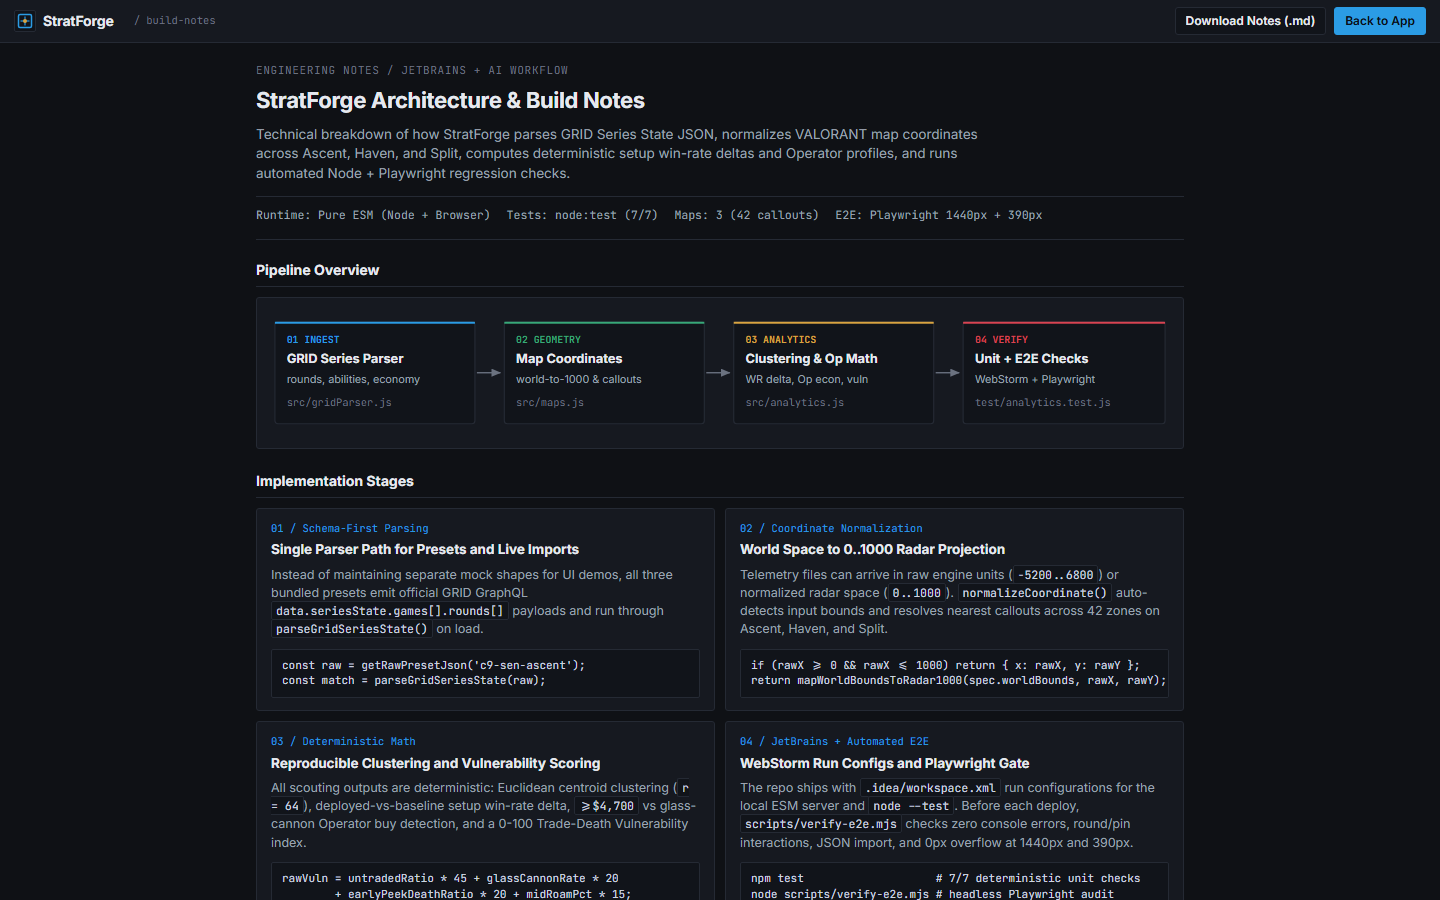 StratForge / build-notes Download Notes (.md) Back to App
ENGINEERING NOTES / JETBRAINS + AI WORKFLOW
StratForge Architecture & Build Notes
Technical breakdown of how StratForge parses GRID Series State JSON, normalizes VALORANT map coordinates
across Ascent, Haven, and Split, computes deterministic setup win-rate deltas and Operator profiles, and runs
automated Node + Playwright regression checks.
Runtime: Pure ESM (Node + Browser) Tests: node:test (7/7) Maps: 3 (42 callouts) E2E: Playwright 1440px + 390px
Pipeline Overview
01 INGEST
GRID Series Parser
rounds, abilities, economy
src/gridParser.js
02 GEOMETRY
Map Coordinates
world-to-1000 & callouts
src/maps.js
03 ANALYTICS
Clustering & Op Math
WR delta, Op econ, vuln
src/analytics.js
04 VERIFY
Unit + E2E Checks
WebStorm + Playwright
test/analytics.test.js
Implementation Stages
01 / Schema-First Parsing
Single Parser Path for Presets and Live Imports
Instead of maintaining separate mock shapes for UI demos, all three
bundled presets emit official GRID GraphQL
data.seriesState.games[].rounds[] payloads and run through
parseGridSeriesState() on load.
const raw = getRawPresetJson('c9-sen-ascent');
const match = parseGridSeriesState(raw);
02 / Coordinate Normalization
World Space to 0..1000 Radar Projection
Telemetry files can arrive in raw engine units ( -5200..6800 ) or
normalized radar space ( 0..1000 ). normalizeCoordinate() auto-
detects input bounds and resolves nearest callouts across 42 zones on
Ascent, Haven, and Split.
if (rawX >= 0 && rawX <= 1000) return { x: rawX, y: rawY };
return mapWorldBoundsToRadar1000(spec.worldBounds, rawX, rawY);
03 / Deterministic Math
Reproducible Clustering and Vulnerability Scoring
All scouting outputs are deterministic: Euclidean centroid clustering ( r
= 64 ), deployed-vs-baseline setup win-rate delta, >=$4,700 vs glass-
cannon Operator buy detection, and a 0-100 Trade-Death Vulnerability
index.
rawVuln = untradedRatio * 45 + glassCannonRate * 20
+ earlyPeekDeathRatio * 20 + midRoamPct * 15;
04 / JetBrains + Automated E2E
WebStorm Run Configs and Playwright Gate
The repo ships with .idea/workspace.xml run configurations for the
local ESM server and node --test . Before each deploy,
scripts/verify-e2e.mjs checks zero console errors, round/pin
interactions, JSON import, and 0px overflow at 1440px and 390px.
npm test # 7/7 deterministic unit checks
node scripts/verify-e2e.mjs # headless Playwright audit